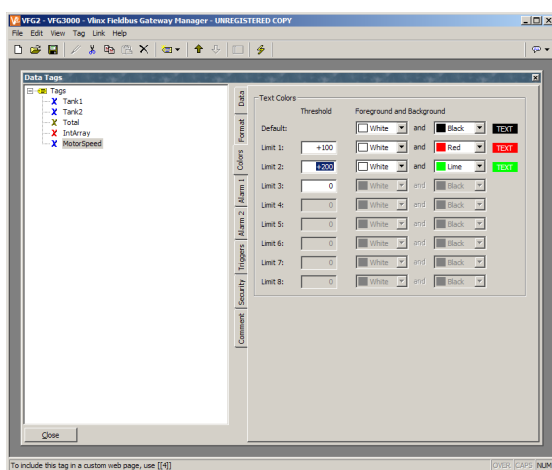 VFG2 - VFG3000 - Vlinx Fieldbus Gateway Manager - UNREGISTERED COPY
File Edit View Tag Link Help
Data Tags
Tags
Tank1
Tank2
Total
IntArray
MotorSpeed
Data
Format
Colors
Alarm 1
Alarm 2
Triggers
Security
Comment
Text Colors
Threshold Foreground and Background
Default: White and Black TEXT
Limit 1: +100 White and Red TEXT
Limit 2: +200 White and Lime TEXT
Limit 3: 0 White and Black
Limit 4: 0 White and Black
Limit 5: 0 White and Black
Limit 6: 0 White and Black
Limit 7: 0 White and Black
Limit 8: 0 White and Black
Close
To include this tag in a custom web page, use [[4]]
OVER CAPS NUM